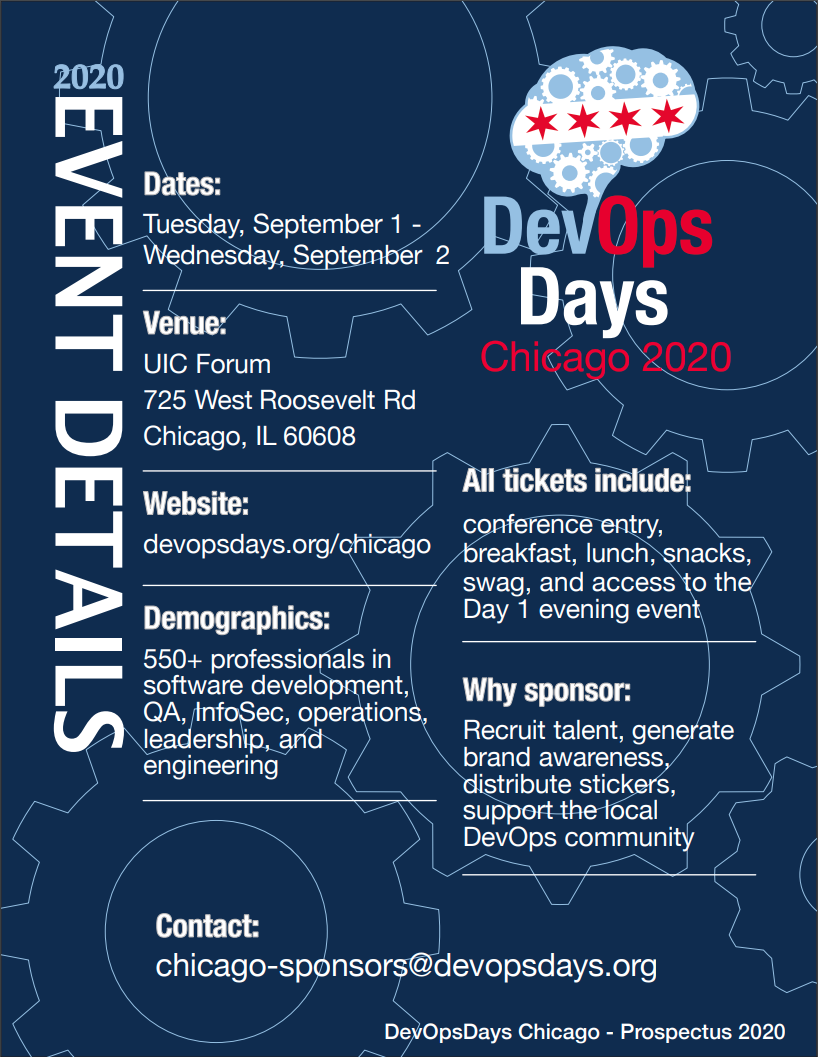 2020
EVENT DETAILS
Dates:
Tuesday, September 1 -
Wednesday, September 2
Venue:
UIC Forum
725 West Roosevelt Rd
Chicago, IL 60608
Website:
devopsdays.org/chicago
Demographics:
550+ professionals in
software development,
QA, InfoSec, operations,
leadership, and
engineering
DevOps
Days
Chicago 2020
All tickets include:
conference entry,
breakfast, lunch, snacks,
swag, and access to the
Day 1 evening event
Why sponsor:
Recruit talent, generate
brand awareness,
distribute stickers,
support the local
DevOps community
Contact:
chicago-sponsors@devopsdays.org
DevOpsDays Chicago - Prospectus 2020